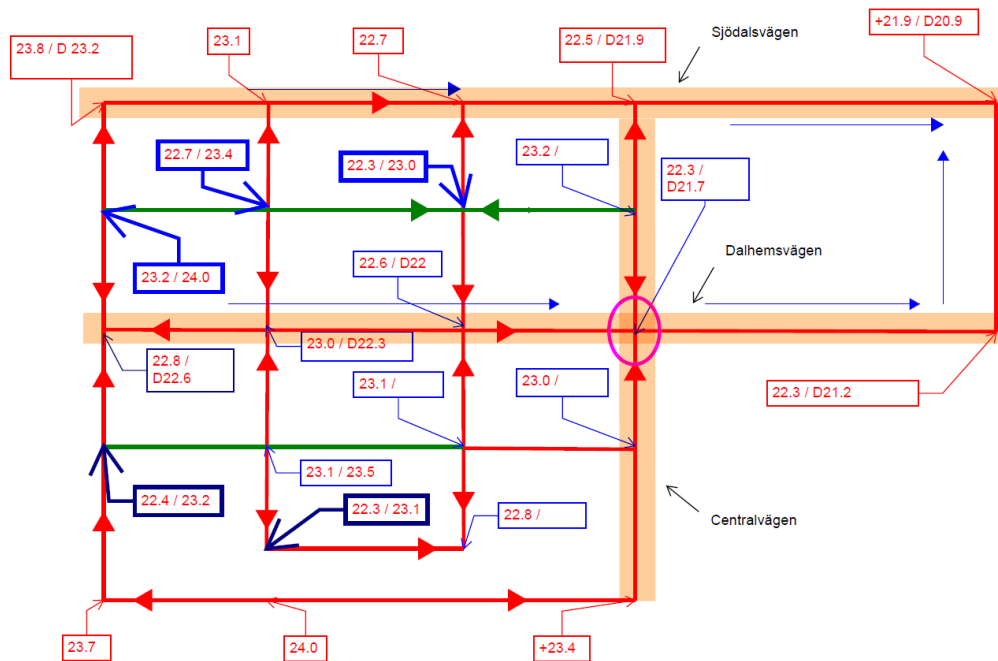 +21.9 / D20.9
23.8 / D 23.2
23.1
22.7
22.5 / D21.9
Sjödalsvägen
22.7 / 23.4
22.3 / 23.0
23.2 /
22.3 /
D21.7
23.2 / 24.0
22.6 / D22
Dalhemsvägen
23.0 / D22.3
22.8 /
D22.6
23.1 /
23.0 /
22.3 / D21.2
23.1 / 23.5
22.4 / 23.2
22.3 / 23.1
22.8 /
Centralvägen
23.7
24.0
+23.4